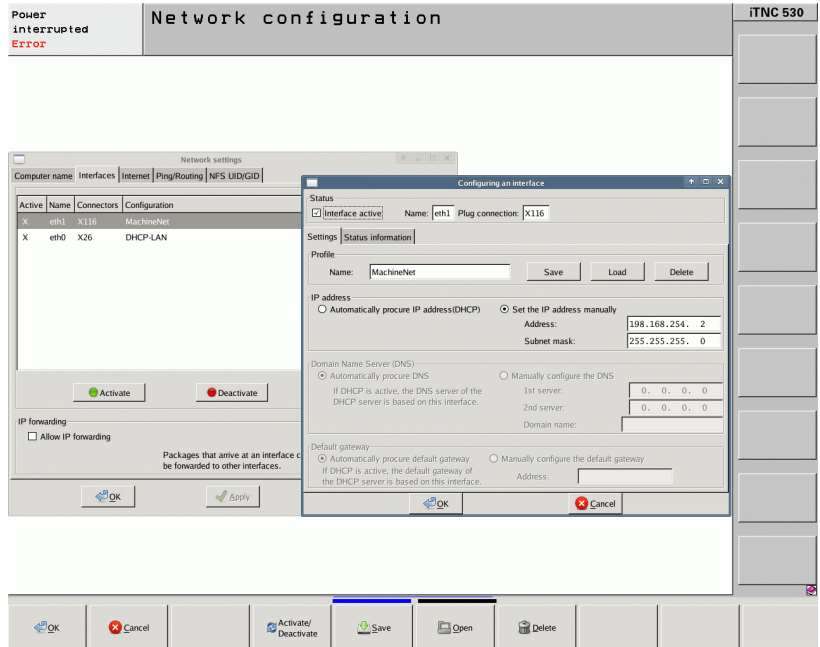 Power
interrupted
Error
Network configuration
iTNC 530
Network settings
Computer name Interfaces Internet Ping/Routing NFS UID/GID
Active Name Connectors Configuration
X eth1 X116 MachineNet
X eth0 X26 DHCP-LAN
Activate Deactivate
IP forwarding
Allow IP forwarding
Packages that arrive at an interface c
be forwarded to other interfaces.
OK Apply
Configuring an interface
Status
Interface active Name: eth1 Plug connection: X116
Settings Status information
Profile
Name: MachineNet Save Load Delete
IP address
Automatically procure IP address(DHCP) Set the IP address manually
Address: 198.168.254. 2
Subnet mask: 255.255.255. 0
Domain Name Server (DNS)
Automatically procure DNS Manually configure the DNS
If DHCP is active, the DNS server of the 1st server: 0. 0. 0. 0
DHCP server is based on this interface.
2nd server: 0. 0. 0. 0
Domain name:
Default gateway
Automatically procure default gateway Manually configure the default gateway
If DHCP is active, the default gateway of
the DHCP server is based on this interface. Address:
OK Cancel
OK Cancel Activate/
Deactivate Save Open Delete